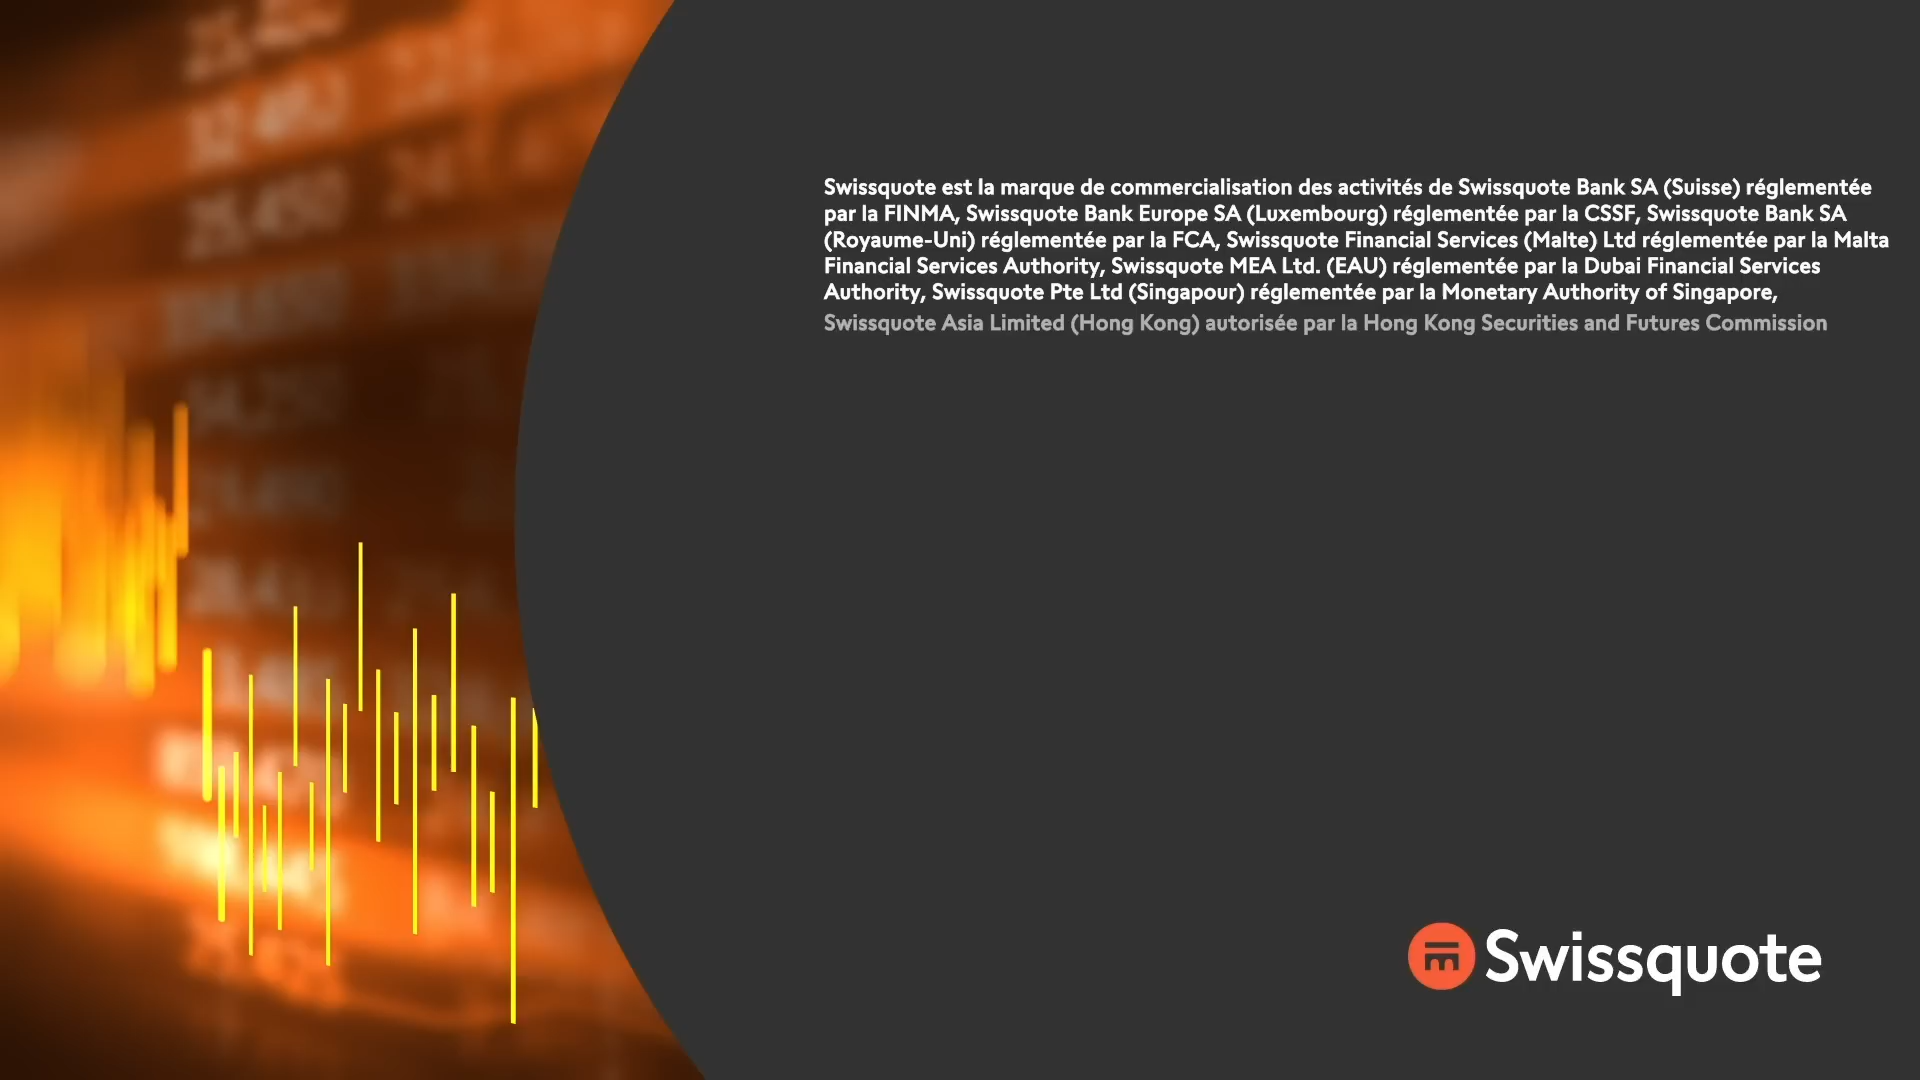 Swissquote est la marque de commercialisation des activités de Swissquote Bank SA (Suisse) réglementée
par la FINMA, Swissquote Bank Europe SA (Luxembourg) réglementée par la CSSF, Swissquote Bank SA
(Royaume-Uni) réglementée par la FCA, Swissquote Financial Services (Malte) Ltd réglementée par la Malta
Financial Services Authority, Swissquote MEA Ltd. (EAU) réglementée par la Dubai Financial Services
Authority, Swissquote Pte Ltd (Singapour) réglementée par la Monetary Authority of Singapore,
Swissquote Asia Limited (Hong Kong) autorisée par la Hong Kong Securities and Futures Commission
Swissquote